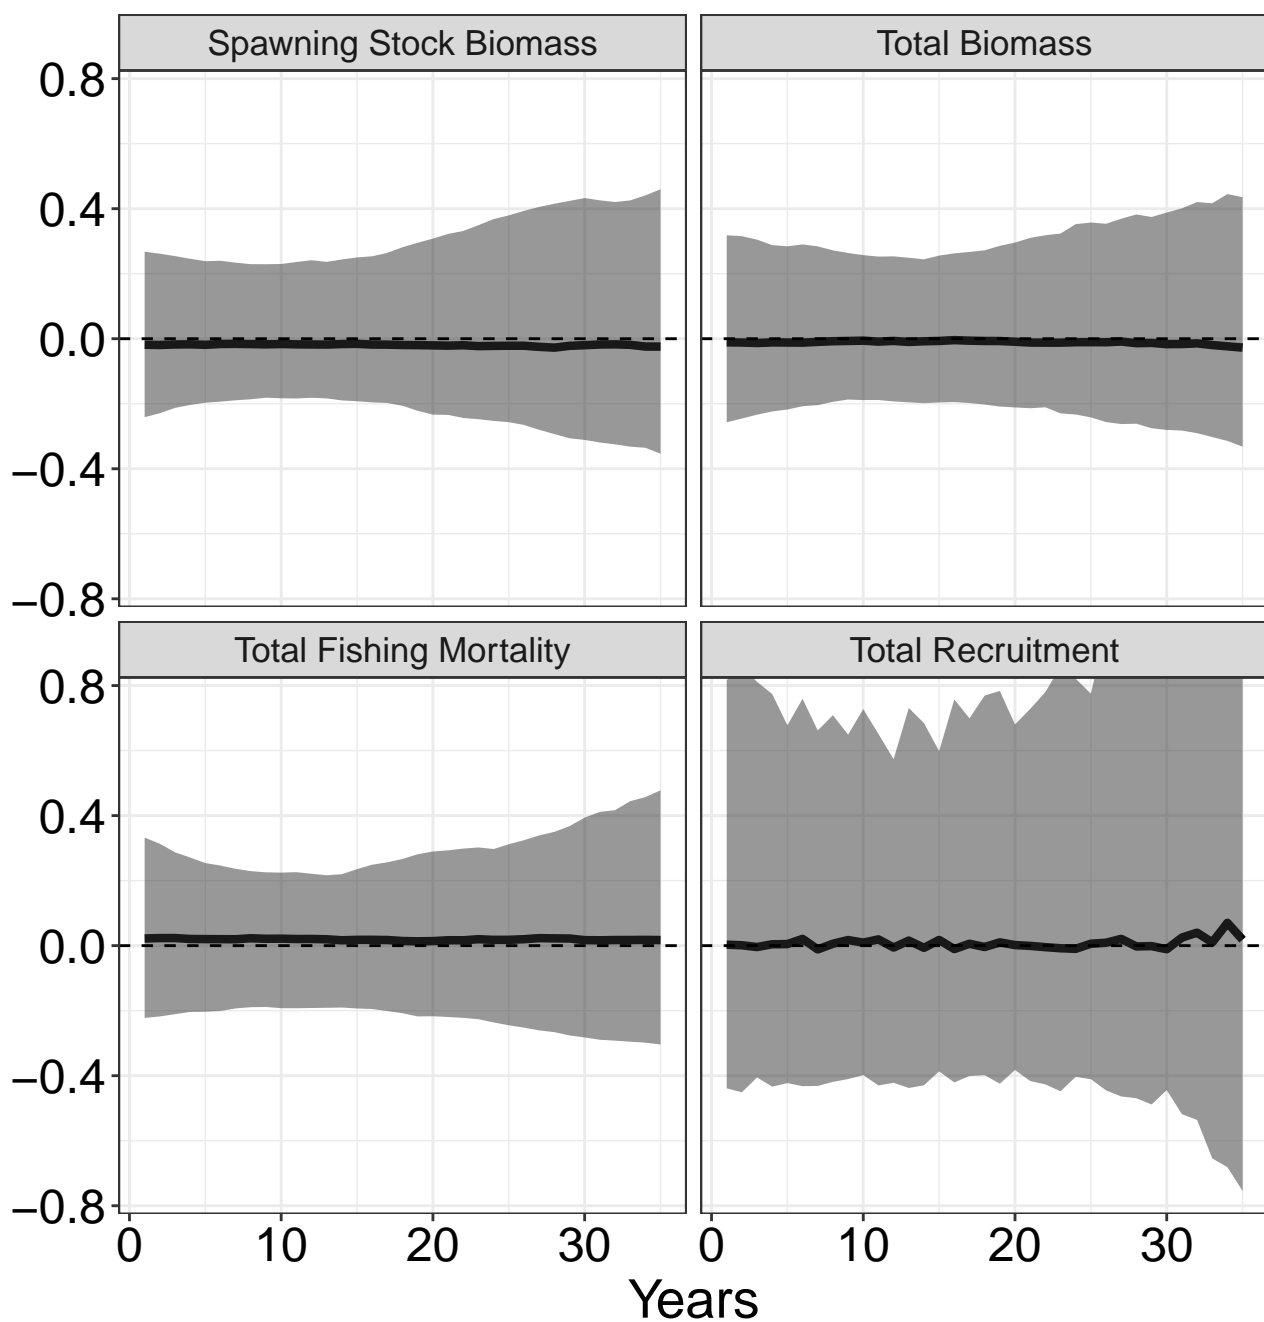 Spawning Stock Biomass
Total Biomass
0.8
0.4
0.0
−0.4
−0.8
Total Fishing Mortality
Total Recruitment
0.8
0.4
0.0
−0.4
−0.8
0 10 20 30
0 10 20 30
Years